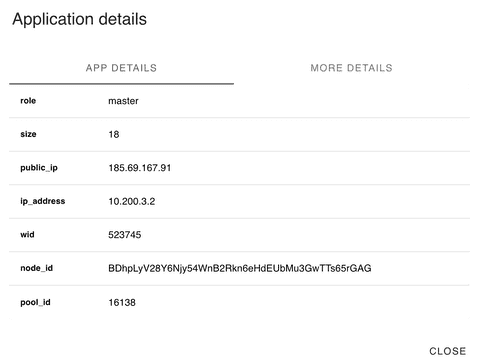 Application details
APP DETAILS MORE DETAILS
role master
size 18
public_ip 185.69.167.91
ip_address 10.200.3.2
wid 523745
node_id BDhpLyV28Y6Njy54WnB2Rkn6eHdEUbMu3GwTTs65rGAG
pool_id 16138
CLOSE